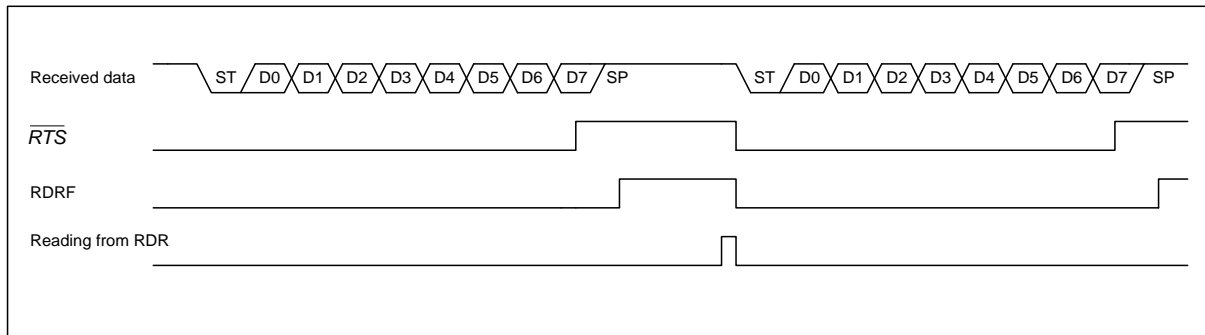 Received data ST D0 D1 D2 D3 D4 D5 D6 D7 SP ST D0 D1 D2 D3 D4 D5 D6 D7 SP
R̅T̅S̅
RDRF
Reading from RDR